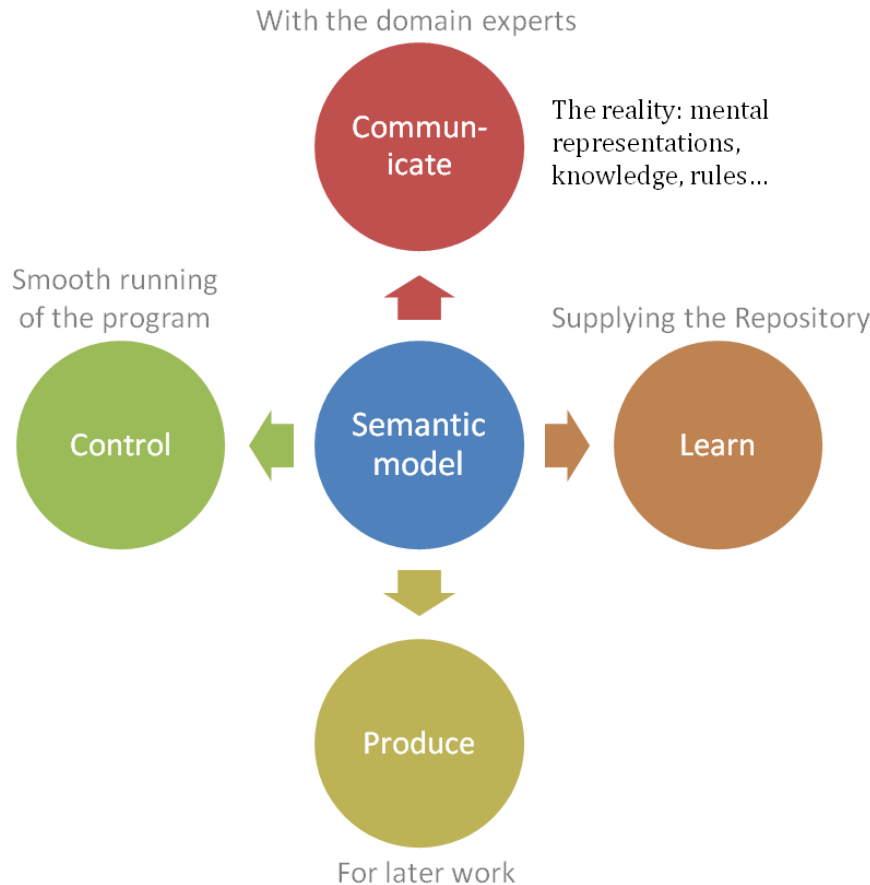 With the domain experts
Commun-
icate
The reality: mental
representations,
knowledge, rules...
Smooth running
of the program
Supplying the Repository
Control
Semantic
model
Learn
Produce
For later work